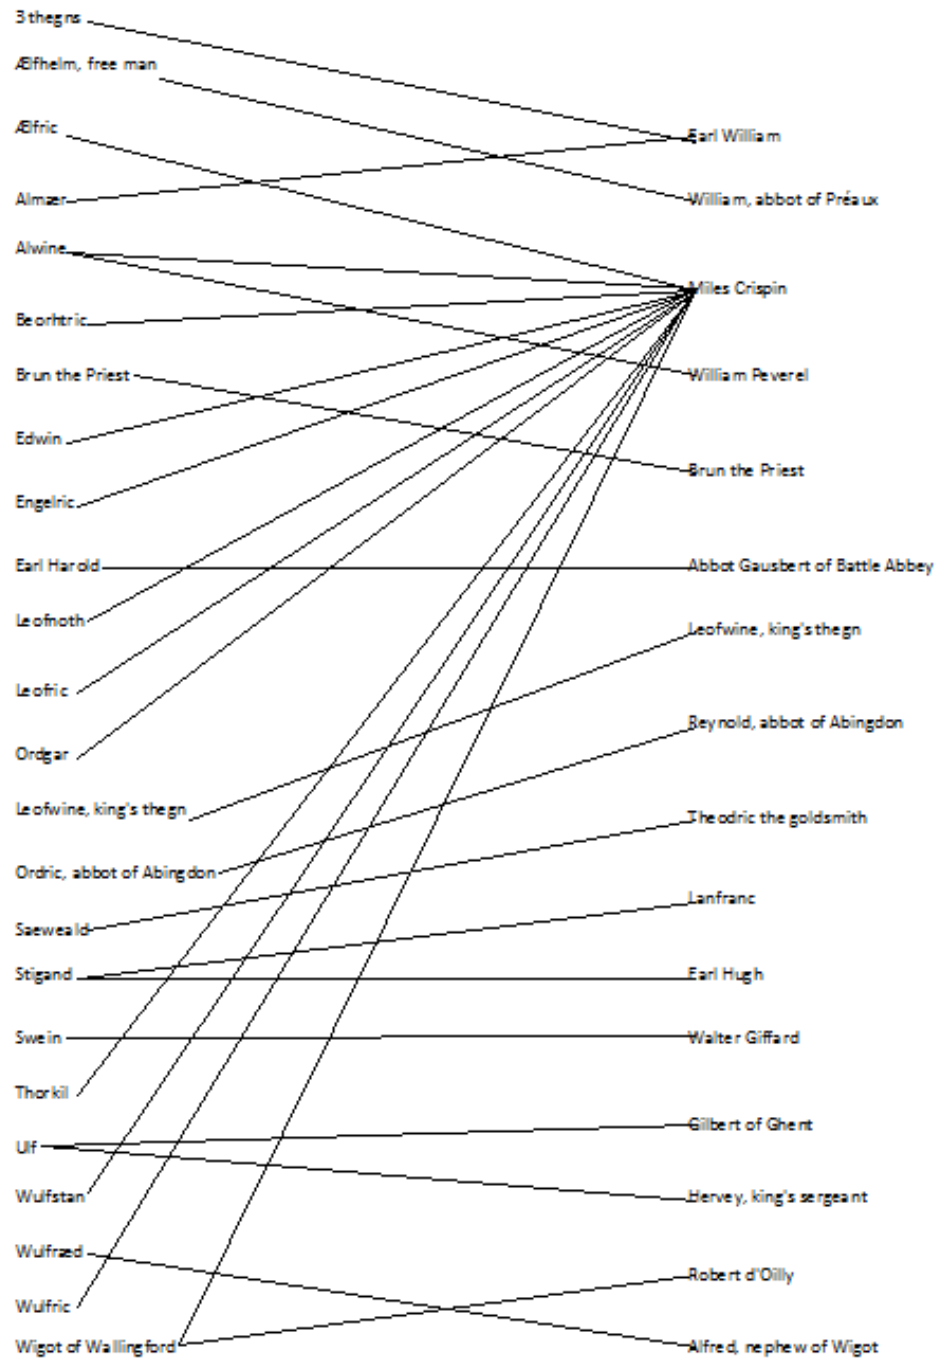 3 thegns
Ælfhelm, free man
Ælfric
Almær
Alwine
Beorhtric
Brun the Priest
Edwin
Engelric
Earl Harold
Leofnoth
Leofric
Ordgar
Leofwine, king's thegn
Ordric, abbot of Abingdon
Saeweald
Stigand
Swein
Thorkil
Ulf
Wulfstan
Wulfræd
Wulfric
Wigot of Wallingford
Earl William
William, abbot of Préaux
Miles Crispin
William Peverel
Brun the Priest
Abbot Gausbert of Battle Abbey
Leofwine, king's thegn
Reynold, abbot of Abingdon
Theodric the goldsmith
Lanfranc
Earl Hugh
Walter Giffard
Gilbert of Ghent
Hervey, king's sergeant
Robert d'Oilly
Alfred, nephew of Wigot